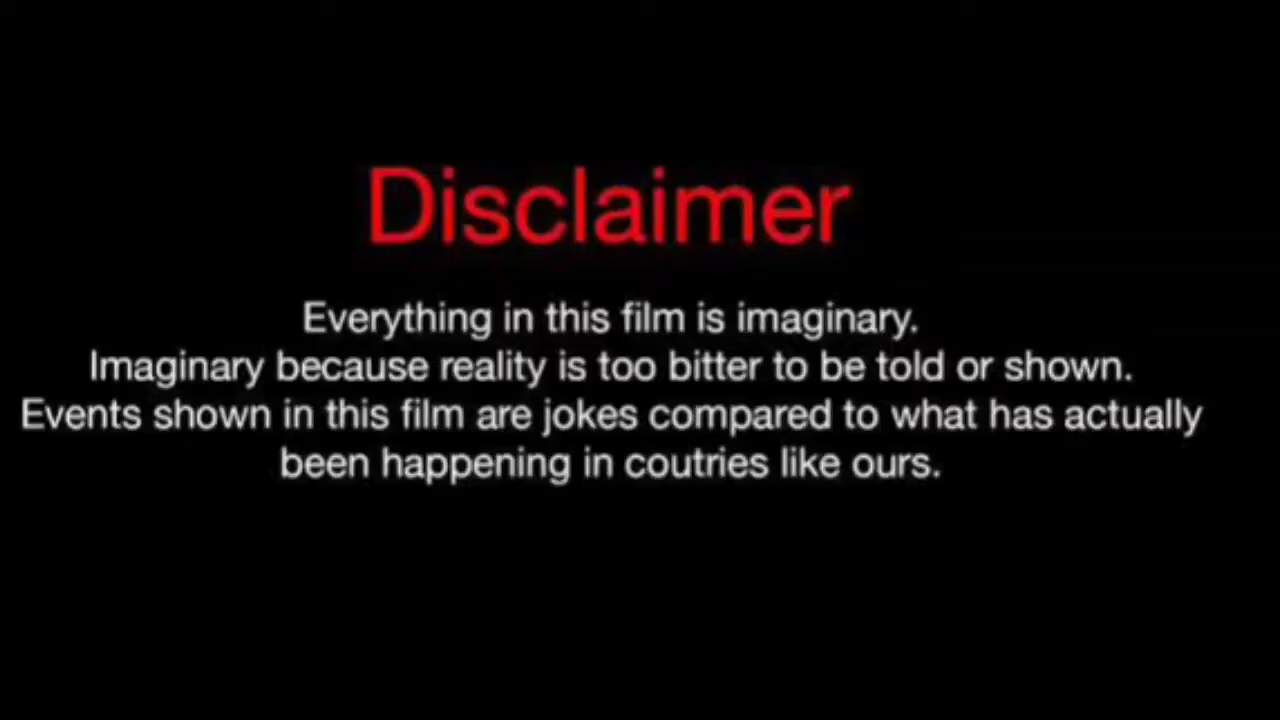 Disclaimer
Everything in this film is imaginary.
Imaginary because reality is too bitter to be told or shown.
Events shown in this film are jokes compared to what has actually
been happening in coutries like ours.